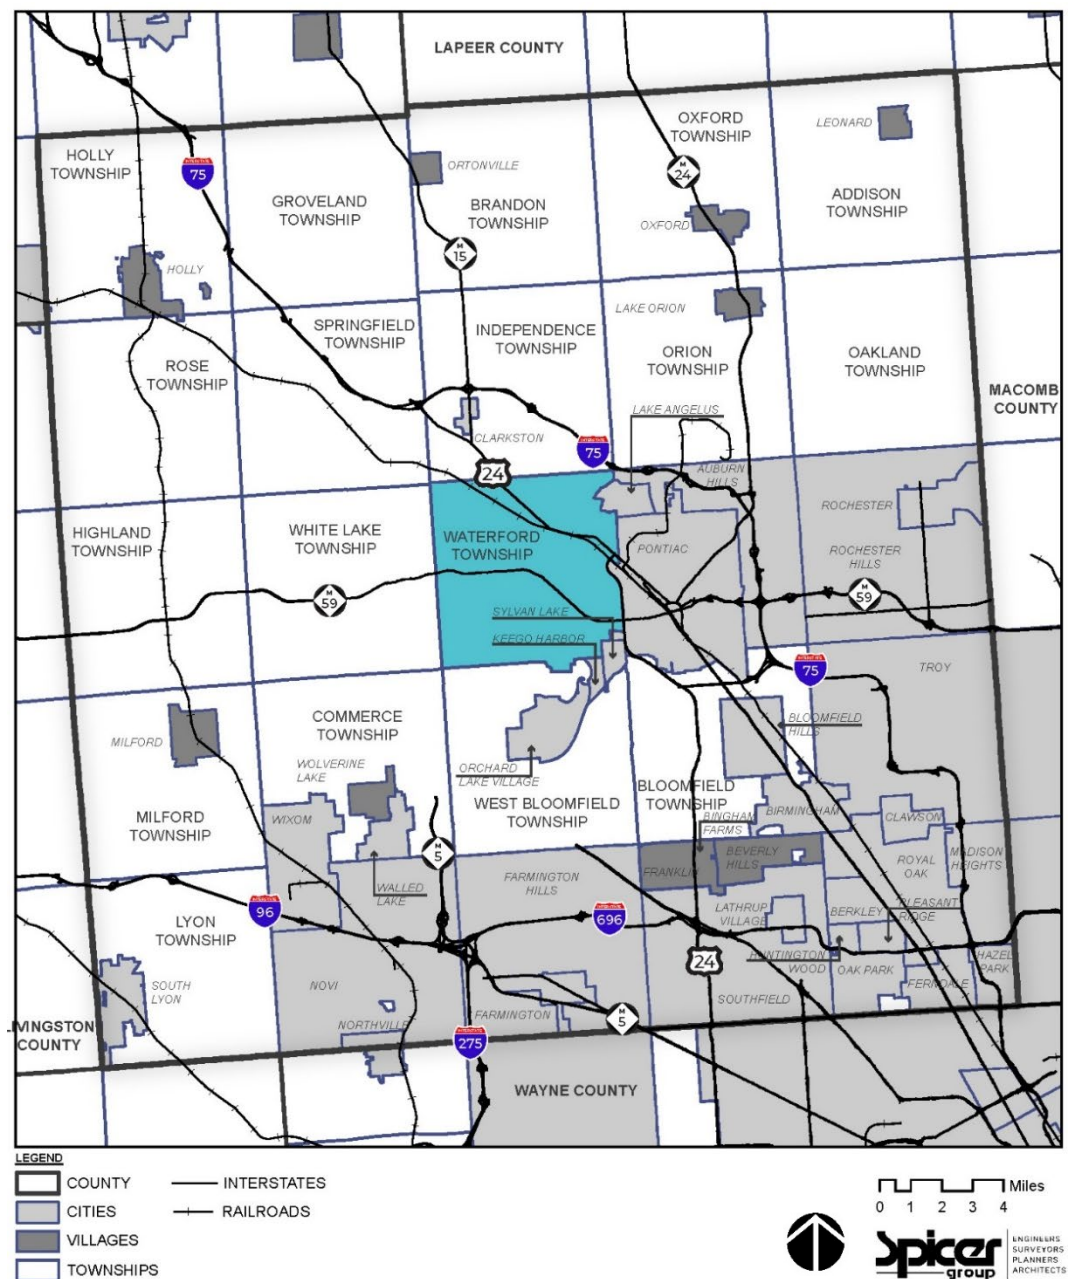 LAPEER COUNTY
OXFORD
TOWNSHIP
LEONARD
HOLLY
TOWNSHIP
INTERSTATE
75
ORTONVILLE
M
24
GROVELAND
TOWNSHIP
BRANDON
TOWNSHIP
ADDISON
TOWNSHIP
OXFORD
M
15
HOLLY
LAKE ORION
SPRINGFIELD
TOWNSHIP
INDEPENDENCE
TOWNSHIP
ORION
TOWNSHIP
OAKLAND
TOWNSHIP
ROSE
TOWNSHIP
MACOMB
COUNTY
LAKE ANGELUS
CLARKSTON
INTERSTATE
75
24
AUBURN
HILLS
ROCHESTER
HIGHLAND
TOWNSHIP
WHITE LAKE
TOWNSHIP
WATERFORD
TOWNSHIP
PONTIAC
ROCHESTER
HILLS
M
59
M
59
SYLVAN LAKE
KEEGO HARBOR
INTERSTATE
75
TROY
COMMERCE
TOWNSHIP
BLOOMFIELD
HILLS
MILFORD
WOLVERINE
LAKE
ORCHARD
LAKE VILLAGE
WEST BLOOMFIELD
TOWNSHIP
BLOOMFIELD
TOWNSHIP
BINGHAM
FARMS
BIRMINGHAM
CLAWSON
MILFORD
TOWNSHIP
WIXOM
M
5
BEVERLY
HILLS
FRANKLIN
ROYAL
OAK
MADISON
HEIGHTS
WALLED
LAKE
FARMINGTON
HILLS
LATHRUP
VILLAGE
BERKLEY
PLEASANT
RIDGE
INTERSTATE
96
INTERSTATE
696
LYON
TOWNSHIP
24
HUNTINGTON
WOOD
OAK PARK
HAZEL
PARK
SOUTH
LYON
NOVI
SOUTHFIELD
FERNDALE
NORTHVILLE
FARMINGTON
M
5
LIVINGSTON
COUNTY
INTERSTATE
275
WAYNE COUNTY
LEGEND
COUNTY
INTERSTATES
CITIES
RAILROADS
VILLAGES
TOWNSHIPS
Miles
0 1 2 3 4
Spicer
group
ENGINEERS
SURVEYORS
PLANNERS
ARCHITECTS